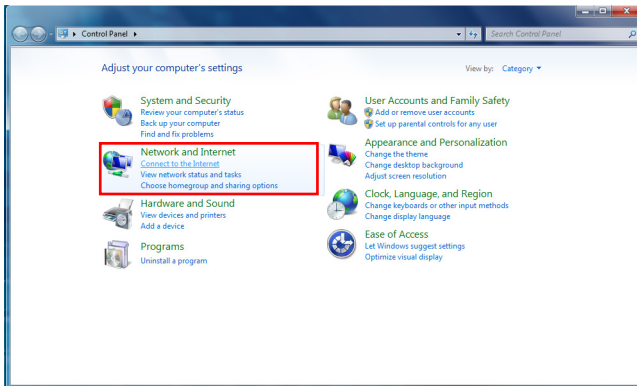 Control Panel
Search Control Panel
Adjust your computer's settings
View by: Category
System and Security
Review your computer's status
Back up your computer
Find and fix problems
Network and Internet
Connect to the Internet
View network status and tasks
Choose homegroup and sharing options
Hardware and Sound
View devices and printers
Add a device
Programs
Uninstall a program
User Accounts and Family Safety
Add or remove user accounts
Set up parental controls for any user
Appearance and Personalization
Change the theme
Change desktop background
Adjust screen resolution
Clock, Language, and Region
Change keyboards or other input methods
Change display language
Ease of Access
Let Windows suggest settings
Optimize visual display